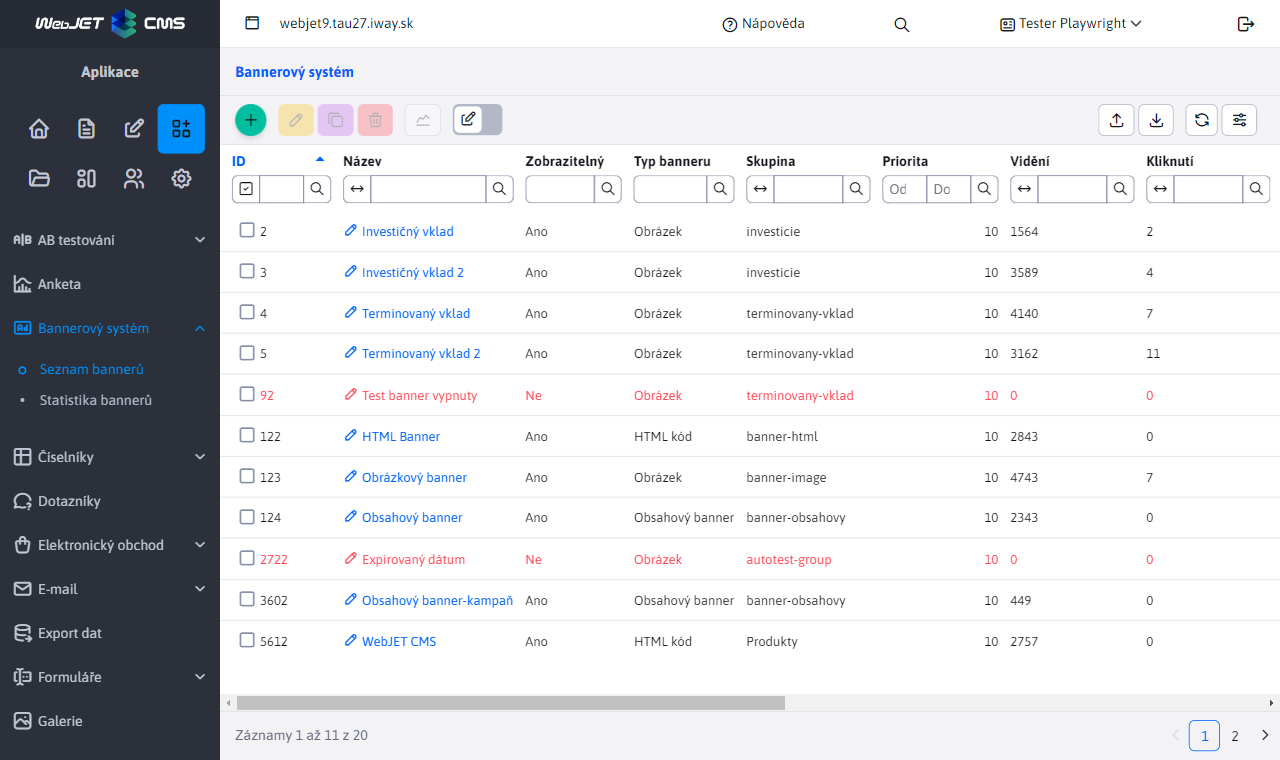 WebJET CMS
webjet9.tau27.iway.sk
Nápověda
Tester Playwright
Aplikace
Bannerový systém
AB testování
Anketa
Bannerový systém
Seznam bannerů
Statistika bannerů
Číselníky
Dotazníky
Elektronický obchod
E-mail
Export dat
Formuláře
Galerie
ID Název Zobrazitelný Typ banneru Skupina Priorita Vidění Kliknutí
Od Do
2 Investičný vklad Ano Obrázek investicie 10 1564 2
3 Investičný vklad 2 Ano Obrázek investicie 10 3589 4
4 Terminovaný vklad Ano Obrázek terminovany-vklad 10 4140 7
5 Terminovaný vklad 2 Ano Obrázek terminovany-vklad 10 3162 11
92 Test banner vypnuty Ne Obrázek terminovany-vklad 10 0 0
122 HTML Banner Ano HTML kód banner-html 10 2843 0
123 Obrázkový banner Ano Obrázek banner-image 10 4743 7
124 Obsahový banner Ano Obsahový banner banner-obsahovy 10 2343 0
2722 Expirovaný dátum Ne Obrázek autotest-group 10 0 0
3602 Obsahový banner-kampaň Ano Obsahový banner banner-obsahovy 10 449 0
5612 WebJET CMS Ano HTML kód Produkty 10 2757 0
Záznamy 1 až 11 z 20
1 2